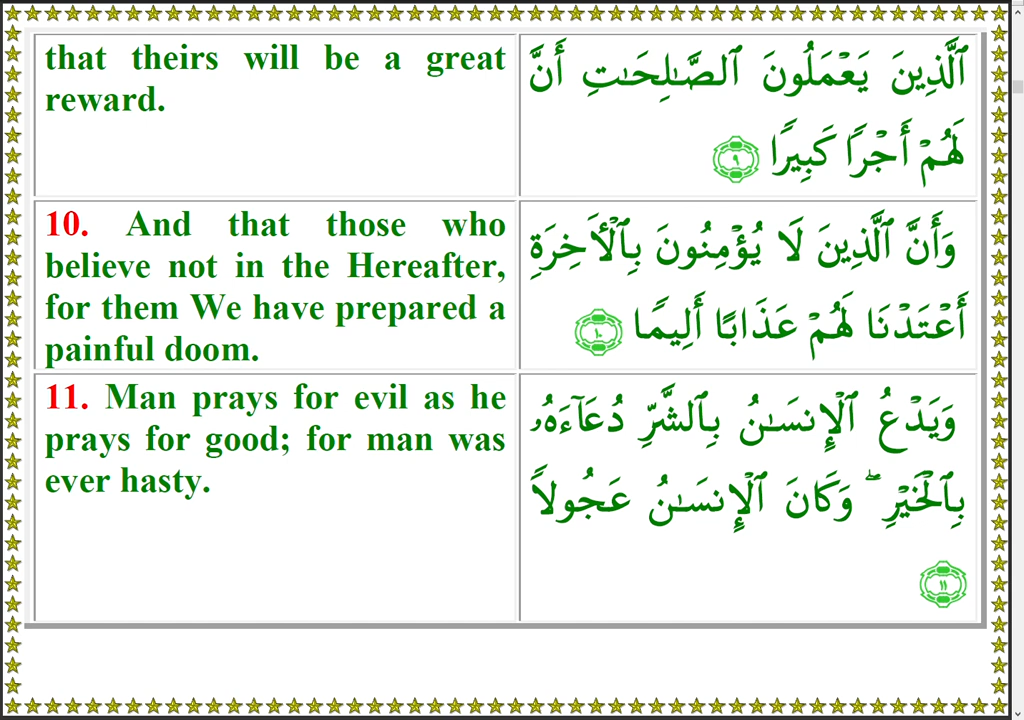 that theirs will be a great
reward.
ٱلَّذِينَ يَعْمَلُونَ ٱلصَّـٰلِحَـٰتِ أَنَّ
لَهُمْ أَجْرًا كَبِيرًا ٩
10. And that those who
believe not in the Hereafter,
for them We have prepared a
painful doom.
وَأَنَّ ٱلَّذِينَ لَا يُؤْمِنُونَ بِٱلْأَخِرَةِ
أَعْتَدْنَا لَهُمْ عَذَابًا أَلِيمًا ١٠
11. Man prays for evil as he
prays for good; for man was
ever hasty.
وَيَدْعُ ٱلْإِنسَـٰنُ بِٱلشَّرِّ دُعَآءَهُۥ
بِٱلْخَيْرِ ۖ وَكَانَ ٱلْإِنسَـٰنُ عَجُولاً
١١